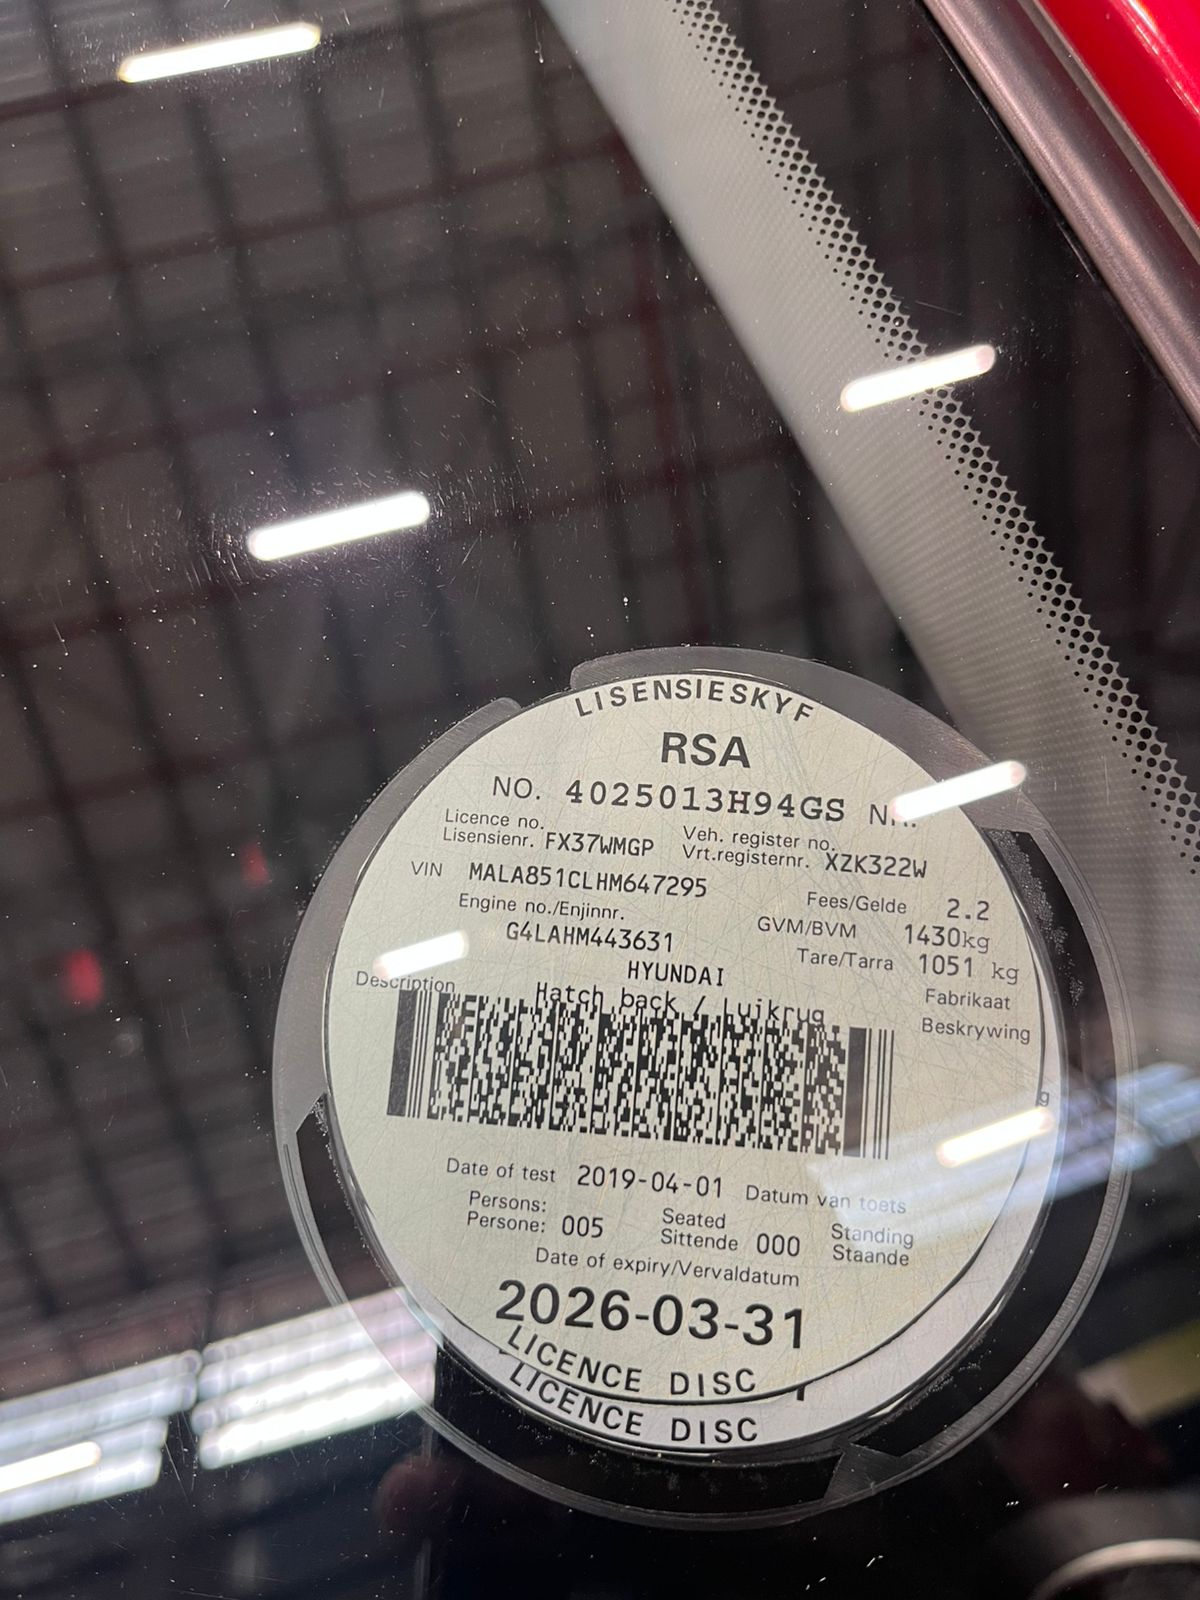 LISENSIESKYF
RSA
NO. 4025013H94GS
Licence no.
Lisensienr. FX37WMGP
Veh. register no.
Vrt.registernr. XZK322W
VIN MALA851CLHM647295
Fees/Gelde 2.2
Engine no./Enjinnr.
G4LAHM443631
GVM/BVM 1430kg
Tare/Tarra 1051 kg
HYUNDAI
Fabrikaat
Description Hatch back / Luikrug
Beskrywing
Date of test 2019-04-01 Datum van toets
Persons:
Persone: 005
Seated
Sittende 000
Standing
Staande
Date of expiry/Vervaldatum
2026-03-31
LICENCE DISC
LICENCE DISC